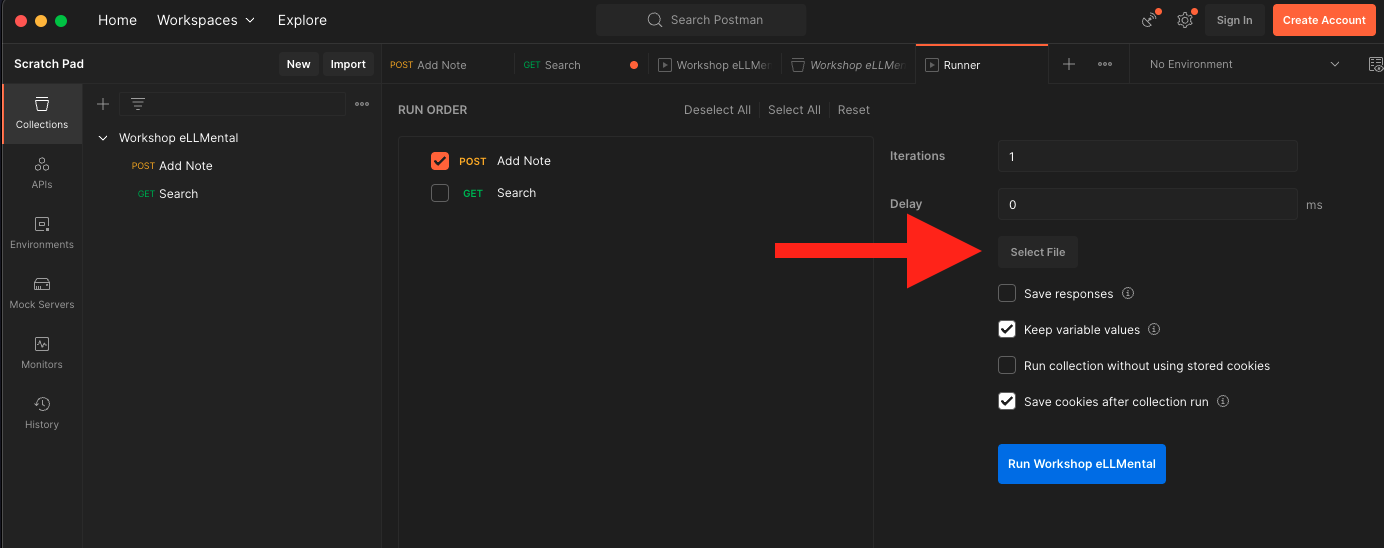 Home Workspaces Explore Search Postman Sign In Create Account
Scratch Pad New Import POST Add Note GET Search Workshop eLLMen Workshop eLLMen Runner No Environment
Collections
APIs
Environments
Mock Servers
Monitors
History
Workshop eLLMental
POST Add Note
GET Search
RUN ORDER Deselect All Select All Reset
POST Add Note
GET Search
Iterations 1
Delay 0 ms
Select File
Save responses
Keep variable values
Run collection without using stored cookies
Save cookies after collection run
Run Workshop eLLMental